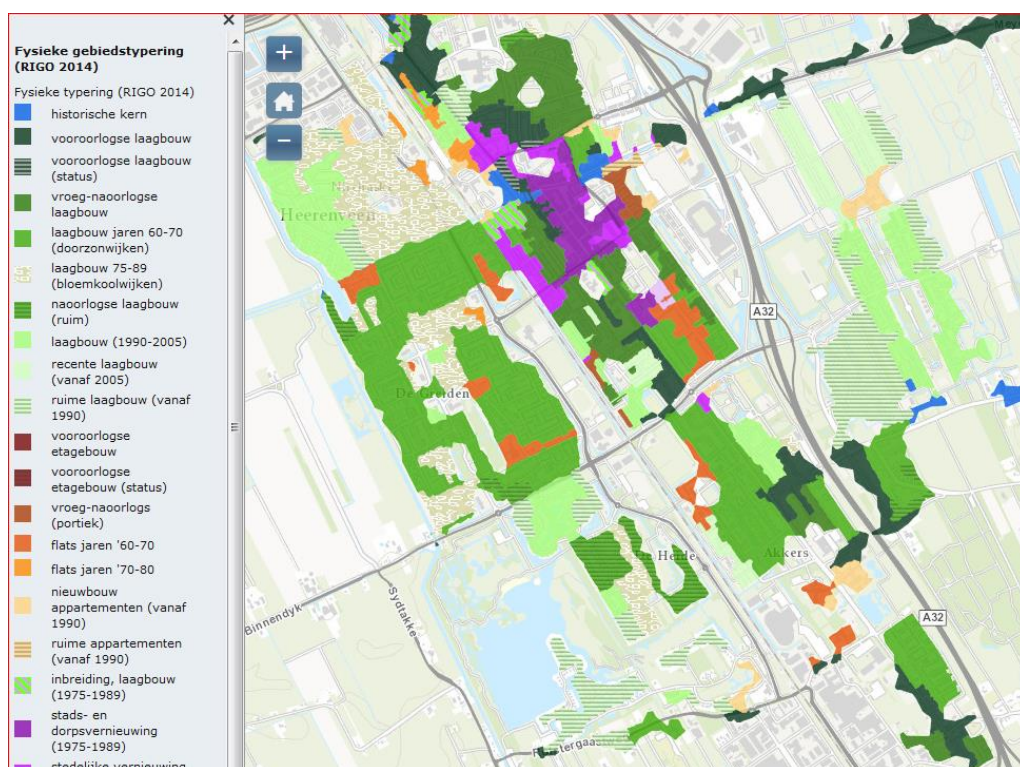 ×
Fysieke gebiedstypering
(RIGO 2014)
Fysieke typering (RIGO 2014)
historische kern
vooroorlogse laagbouw
vooroorlogse laagbouw
(status)
vroeg-naoorlogse
laagbouw
laagbouw jaren 60-70
(doorzonwijken)
laagbouw 75-89
(bloemkoolwijken)
naoorlogse laagbouw
(ruim)
laagbouw (1990-2005)
recente laagbouw
(vanaf 2005)
ruime laagbouw (vanaf
1990)
vooroorlogse
etagebouw
vooroorlogse
etagebouw (status)
vroeg-naoorlogs
(portiek)
flats jaren '60-70
flats jaren '70-80
nieuwbouw
appartementen (vanaf
1990)
ruime appartementen
(vanaf 1990)
inbreiding, laagbouw
(1975-1989)
stads- en
dorpsvernieuwing
(1975-1989)
stedelijke vernieuwing
+
−
Heerenveen
A32
De Greiden
De Heide
Akkers
A32
Binnendyk
Sydtakke